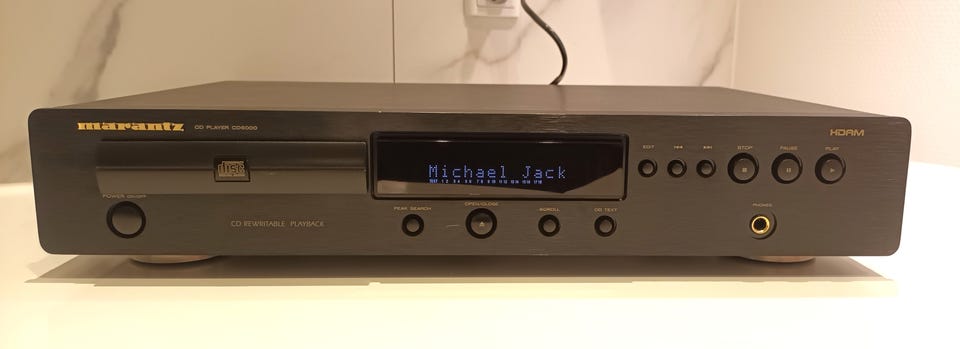 marantz CD PLAYER CD6000
HDAM
disc
Michael Jack
EDIT
STOP PAUSE PLAY
POWER ON/OFF
CD REWRITABLE PLAYBACK
PEAK SEARCH OPEN/CLOSE SCROLL CD TEXT
PHONES